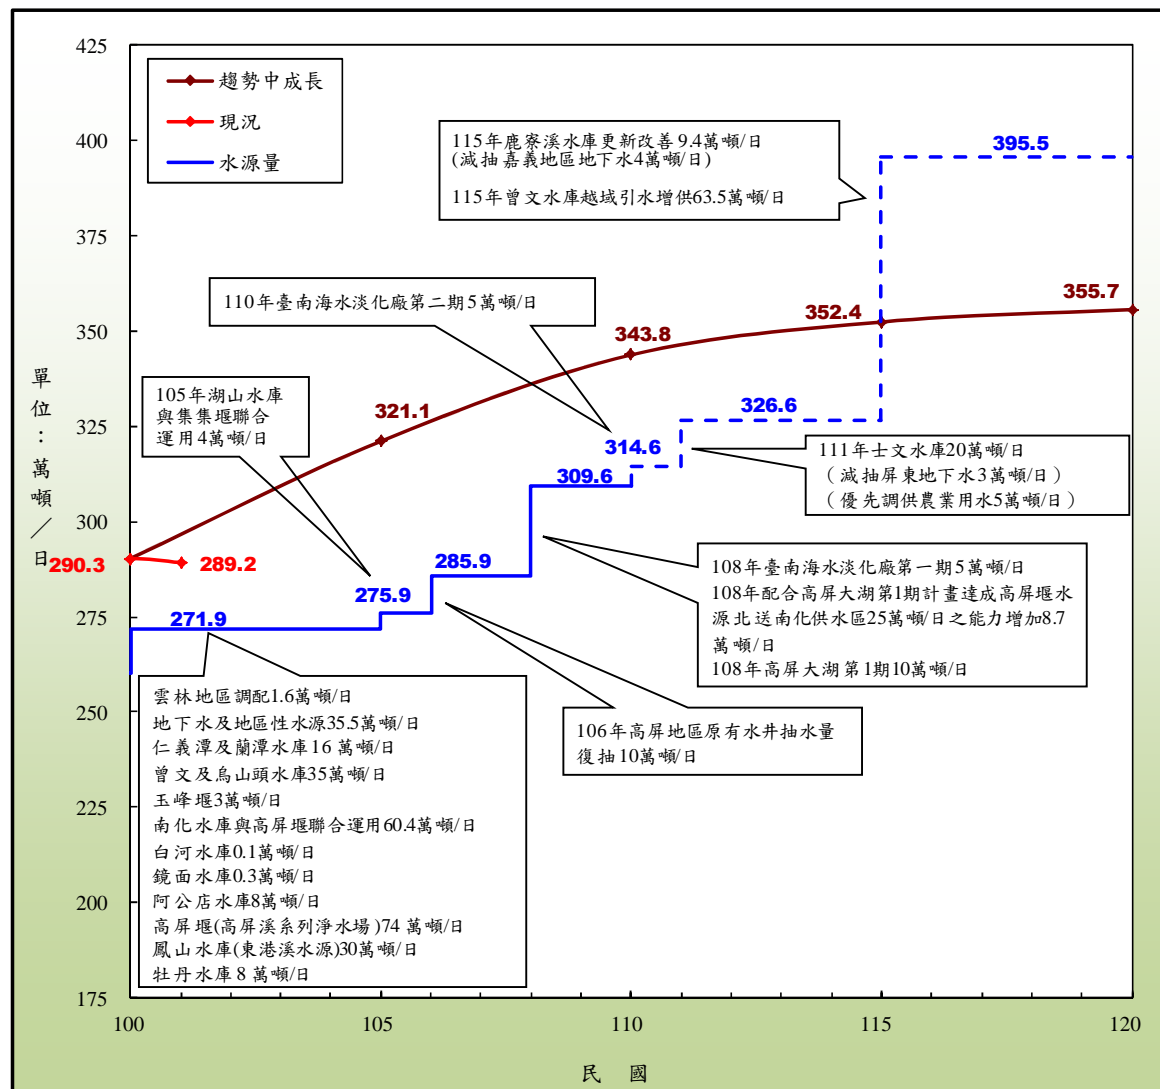 425
400
375
350
325
300
275
250
225
200
175
單位：萬噸／日
趨勢中成長
現況
水源量
115年鹿寮溪水庫更新改善9.4萬噸/日
(減抽嘉義地區地下水4萬噸/日)
115年曾文水庫越域引水增供63.5萬噸/日
395.5
110年臺南海水淡化廠第二期5萬噸/日
355.7
352.4
343.8
105年湖山水庫
與集集堰聯合
運用4萬噸/日
321.1
326.6
314.6
111年士文水庫20萬噸/日
(減抽屏東地下水3萬噸/日)
(優先調供農業用水5萬噸/日)
309.6
290.3
289.2
285.9
275.9
271.9
108年臺南海水淡化廠第一期5萬噸/日
108年配合高屏大湖第1期計畫達成高屏堰水
源北送南化供水區25萬噸/日之能力增加8.7
萬噸/日
108年高屏大湖第1期10萬噸/日
106年高屏地區原有水井抽水量
復抽10萬噸/日
雲林地區調配1.6萬噸/日
地下水及地區性水源35.5萬噸/日
仁義潭及蘭潭水庫16 萬噸/日
曾文及烏山頭水庫35萬噸/日
玉峰堰3萬噸/日
南化水庫與高屏堰聯合運用60.4萬噸/日
白河水庫0.1萬噸/日
鏡面水庫0.3萬噸/日
阿公店水庫8萬噸/日
高屏堰(高屏溪系列淨水場)74 萬噸/日
鳳山水庫(東港溪水源)30萬噸/日
牡丹水庫8 萬噸/日
100
105
110
115
120
民 國